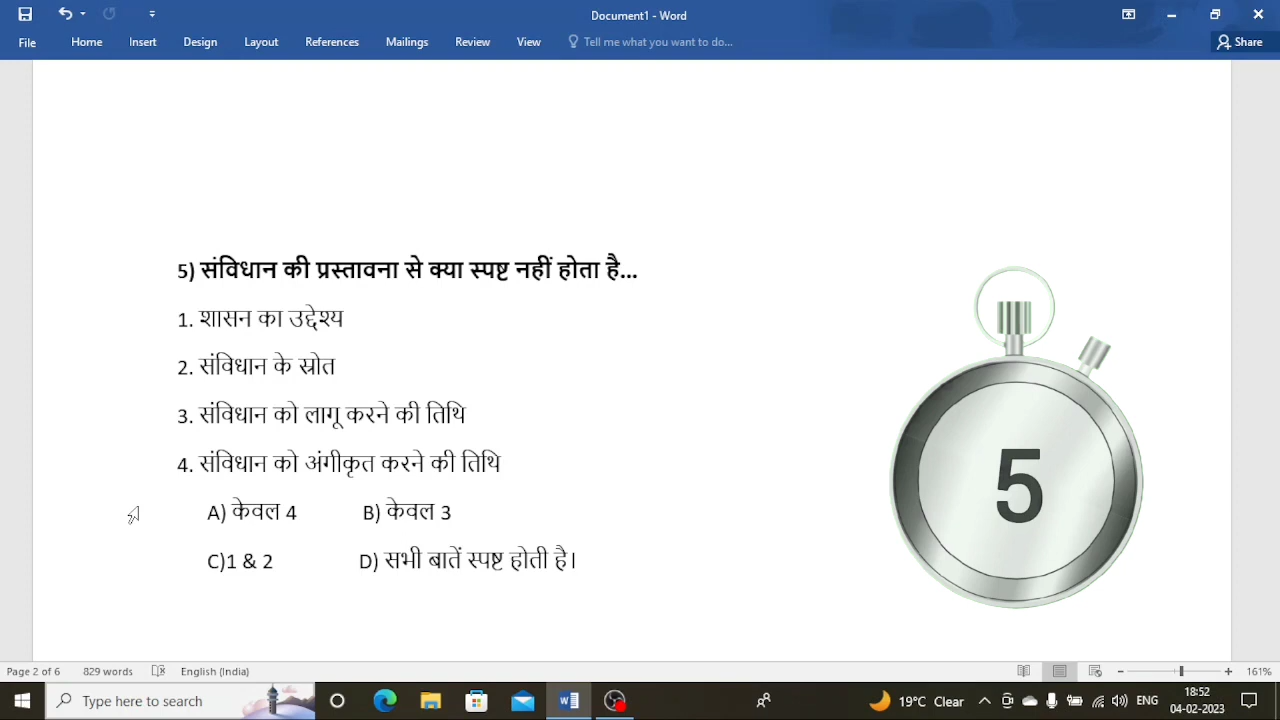 Document1 - Word
File Home Insert Design Layout References Mailings Review View Tell me what you want to do... Share
5) संविधान की प्रस्तावना से क्या स्पष्ट नहीं होता है...
1. शासन का उद्देश्य
2. संविधान के स्रोत
3. संविधान को लागू करने की तिथि
4. संविधान को अंगीकृत करने की तिथि
A) केवल 4 B) केवल 3
C)1 & 2 D) सभी बातें स्पष्ट होती है।
5
Page 2 of 6 829 words English (India) 161%
Type here to search 19°C Clear ENG 18:52
04-02-2023